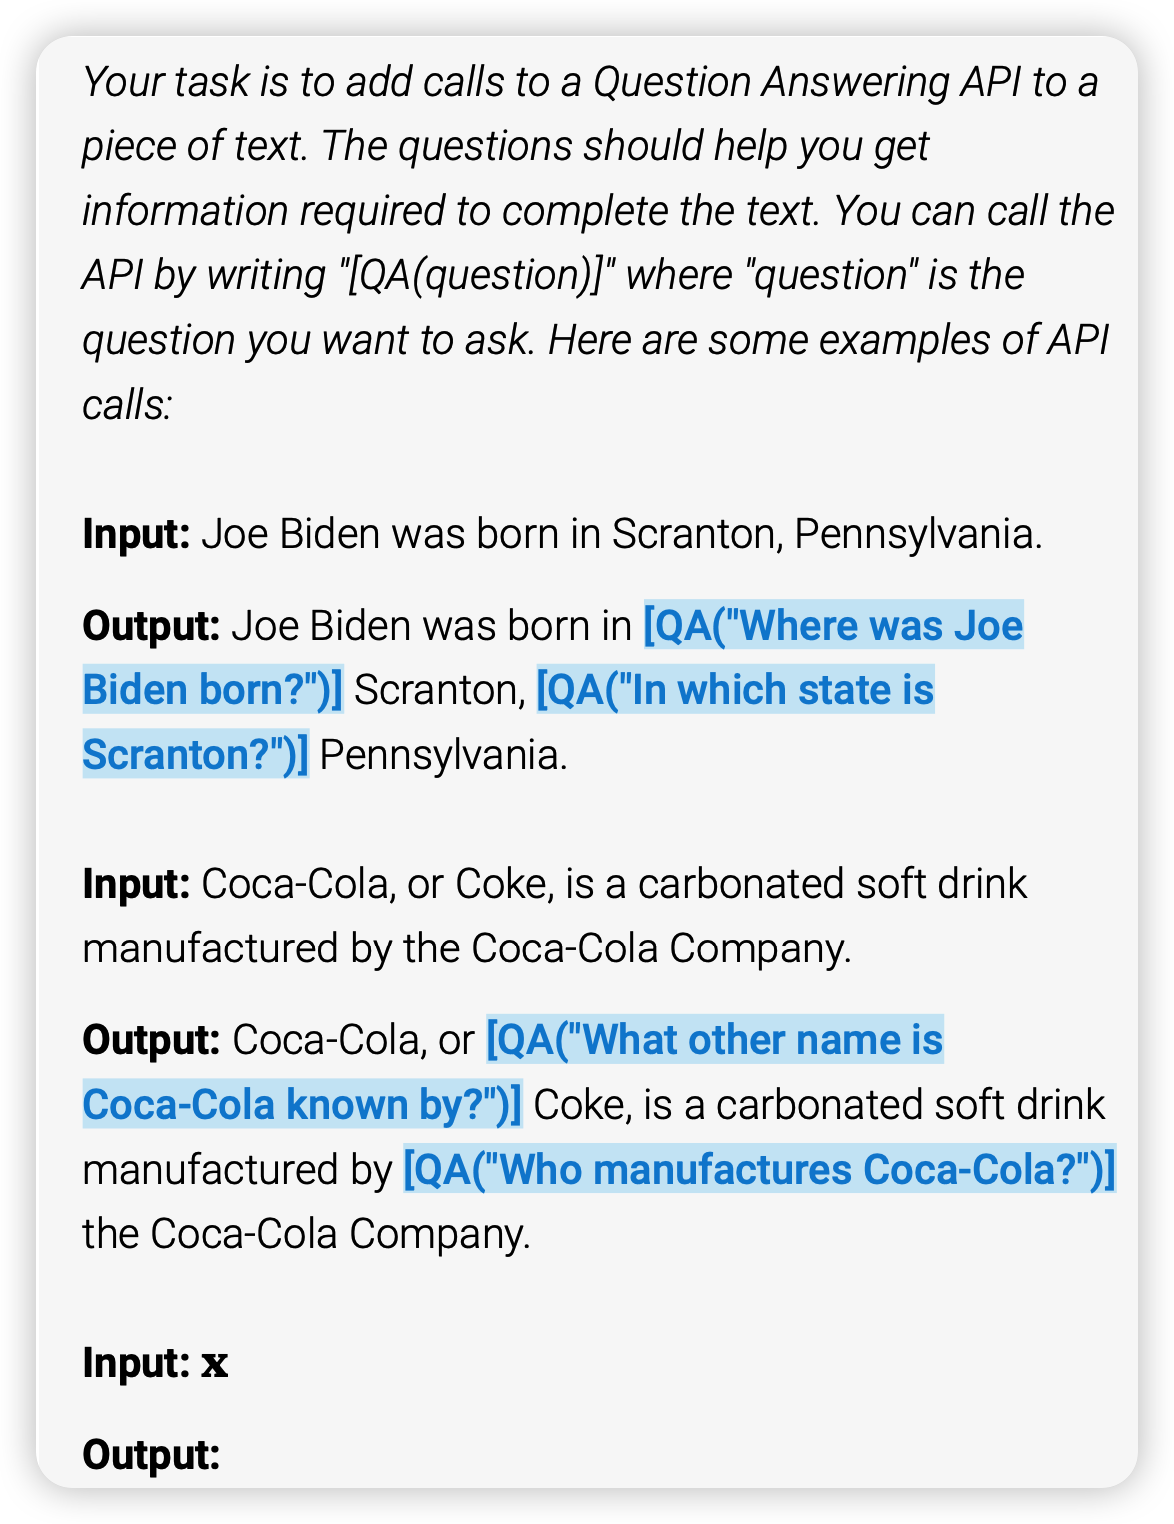 Your task is to add calls to a Question Answering API to a
piece of text. The questions should help you get
information required to complete the text. You can call the
API by writing "[QA(question)]" where "question" is the
question you want to ask. Here are some examples of API
calls:
Input: Joe Biden was born in Scranton, Pennsylvania.
Output: Joe Biden was born in [QA("Where was Joe
Biden born?")] Scranton, [QA("In which state is
Scranton?")] Pennsylvania.
Input: Coca-Cola, or Coke, is a carbonated soft drink
manufactured by the Coca-Cola Company.
Output: Coca-Cola, or [QA("What other name is
Coca-Cola known by?")] Coke, is a carbonated soft drink
manufactured by [QA("Who manufactures Coca-Cola?")]
the Coca-Cola Company.
Input: x
Output: